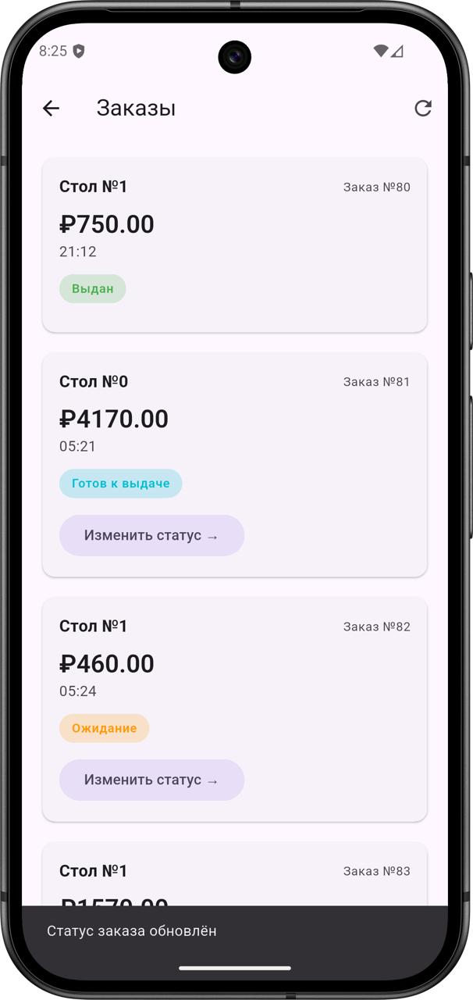 8:25
Заказы
Стол №1
Заказ №80
₽750.00
21:12
Выдан
Стол №0
Заказ №81
₽4170.00
05:21
Готов к выдаче
Изменить статус →
Стол №1
Заказ №82
₽460.00
05:24
Ожидание
Изменить статус →
Стол №1
Заказ №83
₽1570.00
Статус заказа обновлён